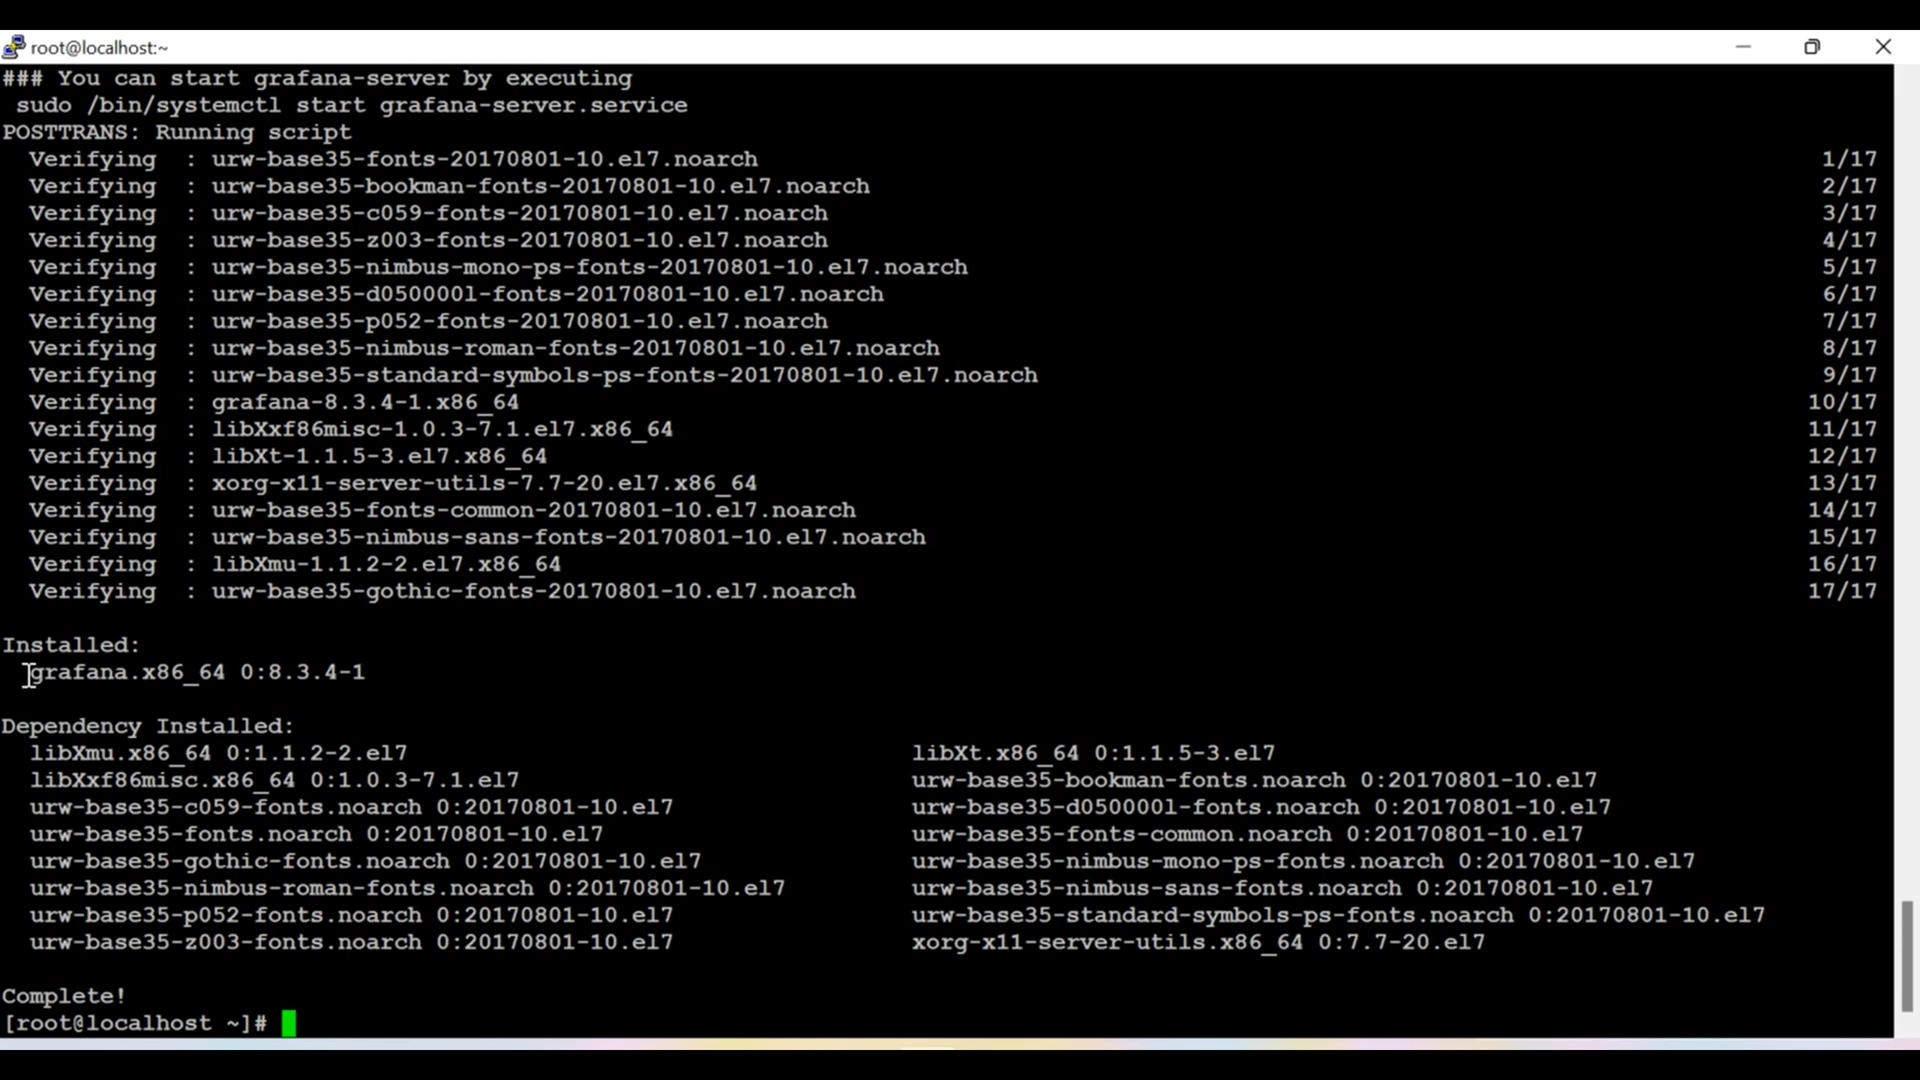 root@localhost:~
### You can start grafana-server by executing
sudo /bin/systemctl start grafana-server.service
POSTTRANS: Running script
Verifying : urw-base35-fonts-20170801-10.el7.noarch 1/17
Verifying : urw-base35-bookman-fonts-20170801-10.el7.noarch 2/17
Verifying : urw-base35-c059-fonts-20170801-10.el7.noarch 3/17
Verifying : urw-base35-z003-fonts-20170801-10.el7.noarch 4/17
Verifying : urw-base35-nimbus-mono-ps-fonts-20170801-10.el7.noarch 5/17
Verifying : urw-base35-d050000l-fonts-20170801-10.el7.noarch 6/17
Verifying : urw-base35-p052-fonts-20170801-10.el7.noarch 7/17
Verifying : urw-base35-nimbus-roman-fonts-20170801-10.el7.noarch 8/17
Verifying : urw-base35-standard-symbols-ps-fonts-20170801-10.el7.noarch 9/17
Verifying : grafana-8.3.4-1.x86_64 10/17
Verifying : libXxf86misc-1.0.3-7.1.el7.x86_64 11/17
Verifying : libXt-1.1.5-3.el7.x86_64 12/17
Verifying : xorg-x11-server-utils-7.7-20.el7.x86_64 13/17
Verifying : urw-base35-fonts-common-20170801-10.el7.noarch 14/17
Verifying : urw-base35-nimbus-sans-fonts-20170801-10.el7.noarch 15/17
Verifying : libXmu-1.1.2-2.el7.x86_64 16/17
Verifying : urw-base35-gothic-fonts-20170801-10.el7.noarch 17/17
Installed:
grafana.x86_64 0:8.3.4-1
Dependency Installed:
libXmu.x86_64 0:1.1.2-2.el7 libXt.x86_64 0:1.1.5-3.el7
libXxf86misc.x86_64 0:1.0.3-7.1.el7 urw-base35-bookman-fonts.noarch 0:20170801-10.el7
urw-base35-c059-fonts.noarch 0:20170801-10.el7 urw-base35-d050000l-fonts.noarch 0:20170801-10.el7
urw-base35-fonts.noarch 0:20170801-10.el7 urw-base35-fonts-common.noarch 0:20170801-10.el7
urw-base35-gothic-fonts.noarch 0:20170801-10.el7 urw-base35-nimbus-mono-ps-fonts.noarch 0:20170801-10.el7
urw-base35-nimbus-roman-fonts.noarch 0:20170801-10.el7 urw-base35-nimbus-sans-fonts.noarch 0:20170801-10.el7
urw-base35-p052-fonts.noarch 0:20170801-10.el7 urw-base35-standard-symbols-ps-fonts.noarch 0:20170801-10.el7
urw-base35-z003-fonts.noarch 0:20170801-10.el7 xorg-x11-server-utils.x86_64 0:7.7-20.el7
Complete!
[root@localhost ~]#